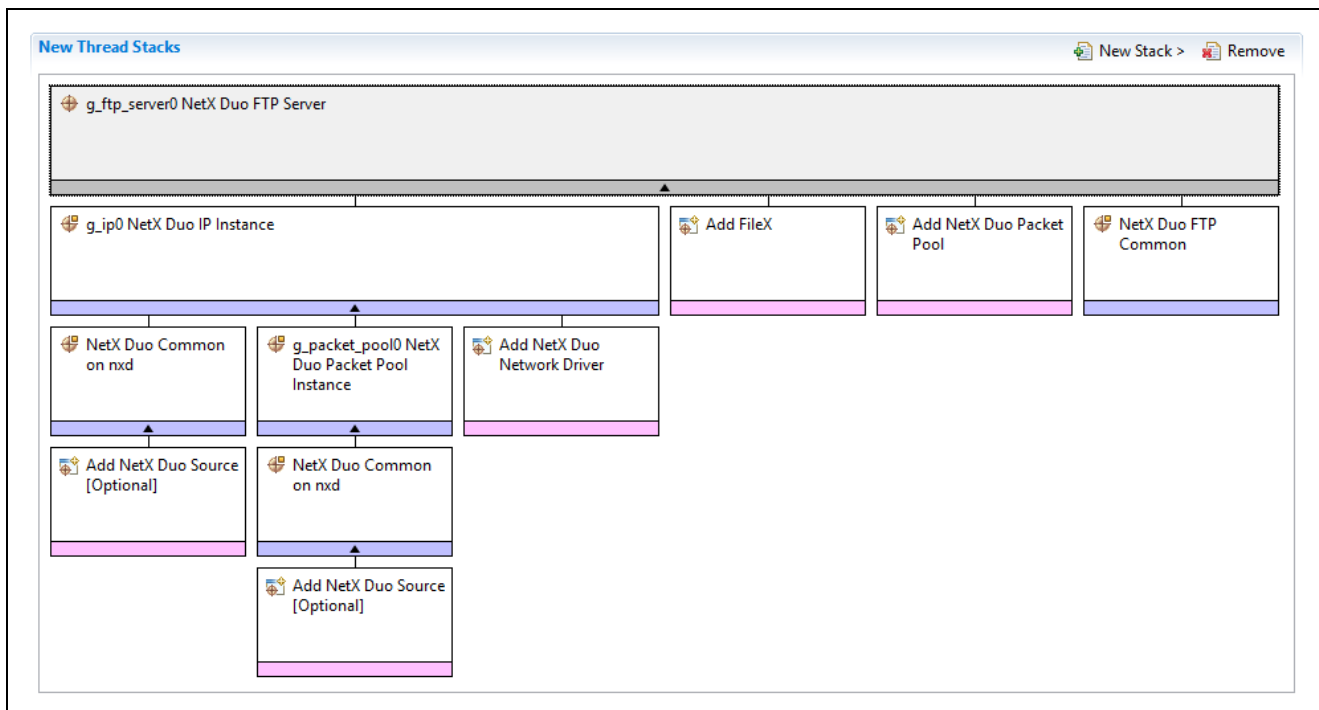 New Thread Stacks
New Stack >
Remove
g_ftp_server0 NetX Duo FTP Server
g_ip0 NetX Duo IP Instance
Add FileX
Add NetX Duo Packet
Pool
NetX Duo FTP
Common
NetX Duo Common
on nxd
g_packet_pool0 NetX
Duo Packet Pool
Instance
Add NetX Duo
Network Driver
Add NetX Duo Source
[Optional]
NetX Duo Common
on nxd
Add NetX Duo Source
[Optional]